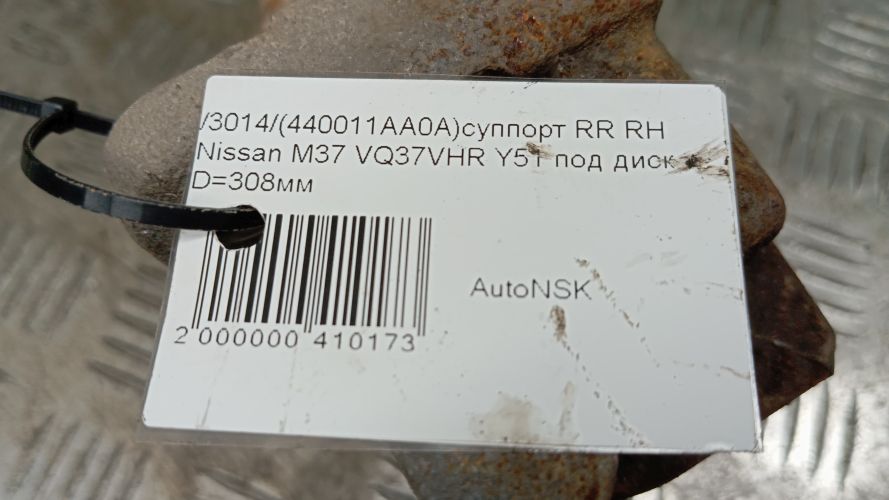 /3014/(440011AA0A)суппорт RR RH
Nissan M37 VQ37VHR Y51 под диск
D=308мм
AutoNSK
2 000000 410173